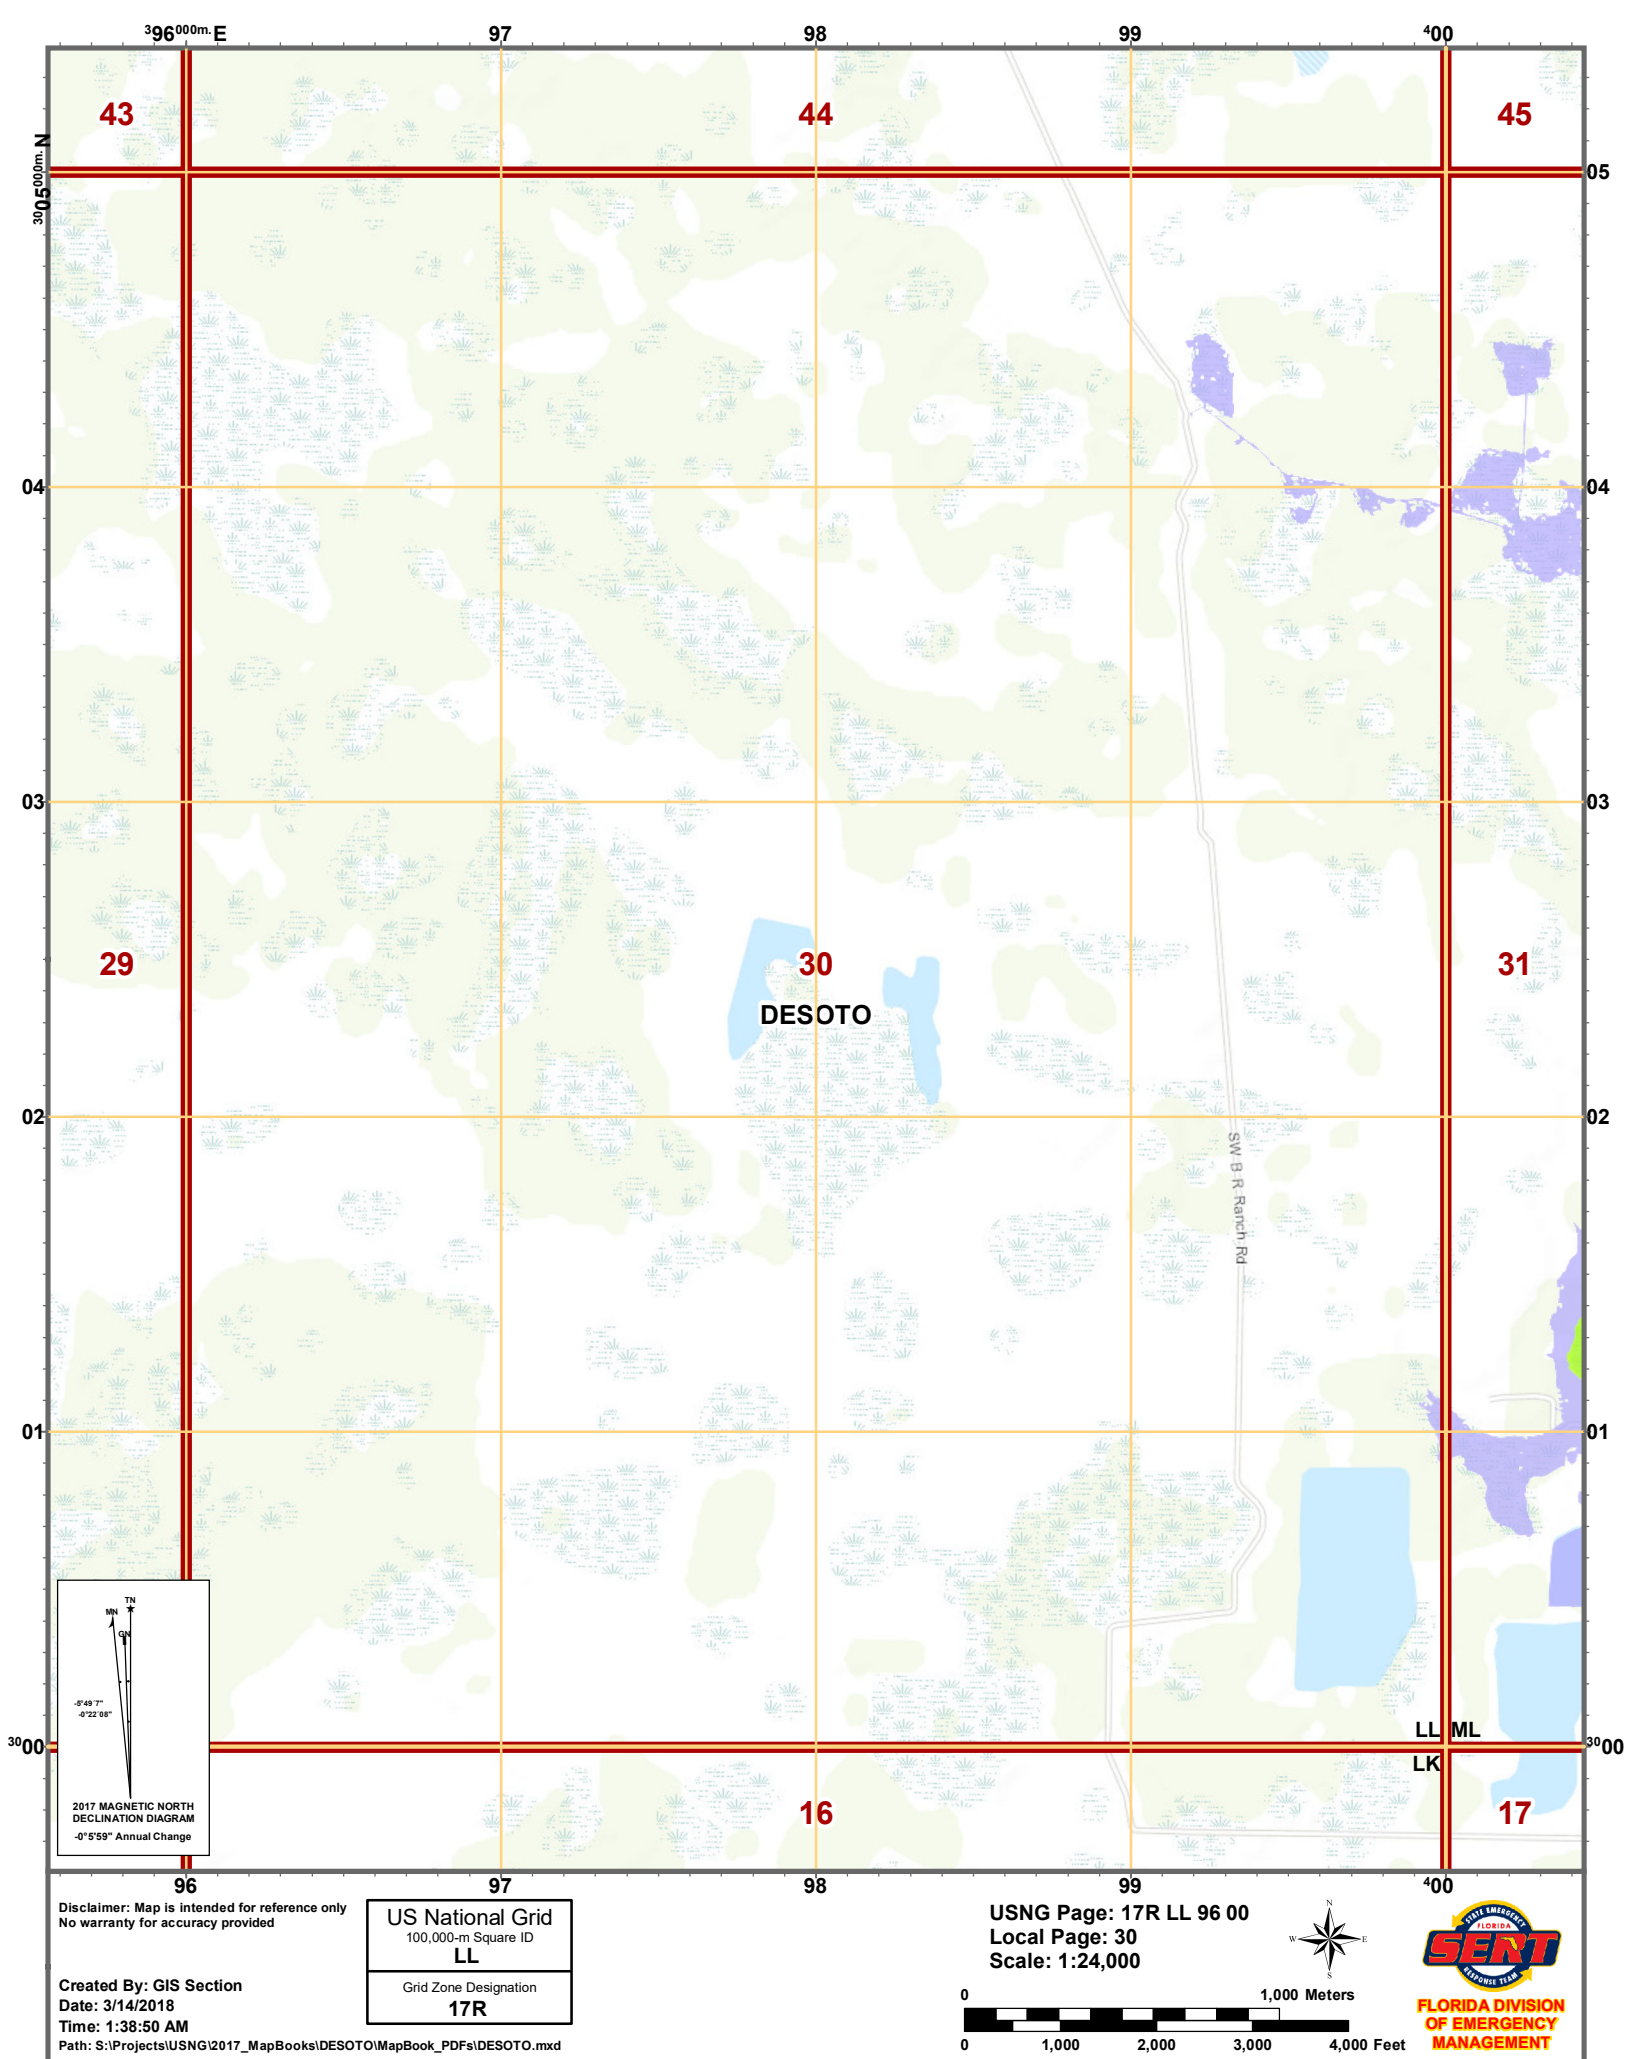 396000m.E 97 98 99 400
43 44 45
3005000m.N 05
04 04
03 03
29 30 31
DESOTO
02 02
SW B R Ranch Rd
01 01
TN
MN
GN
-5°49'7"
-0°22'08"
2017 MAGNETIC NORTH
DECLINATION DIAGRAM
-0°5'59" Annual Change
LL ML
3000 3000
LK
16 17
96 97 98 99 400
Disclaimer: Map is intended for reference only
No warranty for accuracy provided
Created By: GIS Section
Date: 3/14/2018
Time: 1:38:50 AM
Path: S:\Projects\USNG\2017_MapBooks\DESOTO\MapBook_PDFs\DESOTO.mxd
US National Grid
100,000-m Square ID
LL
Grid Zone Designation
17R
USNG Page: 17R LL 96 00
Local Page: 30
Scale: 1:24,000
N
W E
S
0 1,000 Meters
0 1,000 2,000 3,000 4,000 Feet
STATE EMERGENCY
FLORIDA
SERT
RESPONSE TEAM
FLORIDA DIVISION
OF EMERGENCY
MANAGEMENT